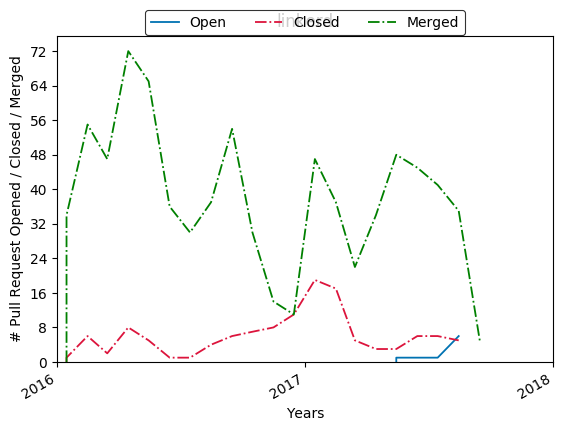 linkerd
Open Closed Merged
# Pull Request Opened / Closed / Merged
72
64
56
48
40
32
24
16
8
0
2016 2017 2018
Years